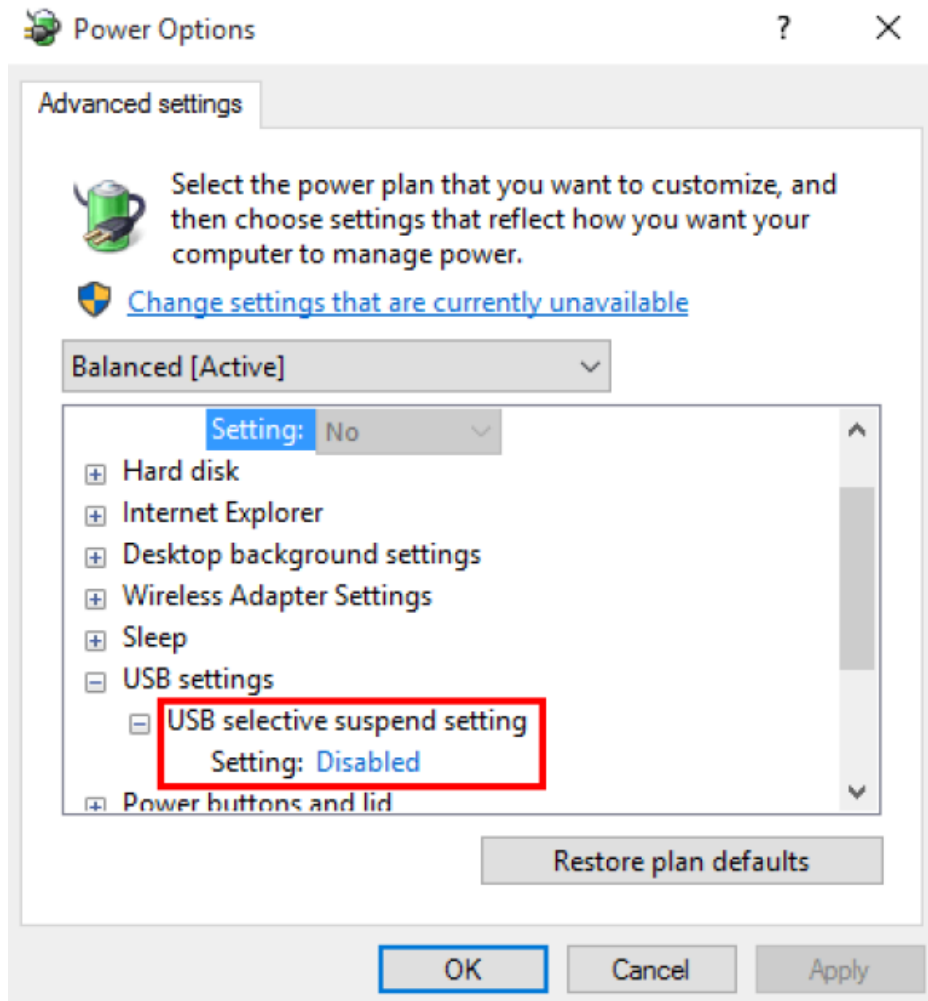 Power Options
?
Advanced settings
Select the power plan that you want to customize, and
then choose settings that reflect how you want your
computer to manage power.
Change settings that are currently unavailable
Balanced [Active]
Setting: No
Hard disk
Internet Explorer
Desktop background settings
Wireless Adapter Settings
Sleep
USB settings
USB selective suspend setting
Setting: Disabled
Power buttons and lid
Restore plan defaults
OK Cancel Apply